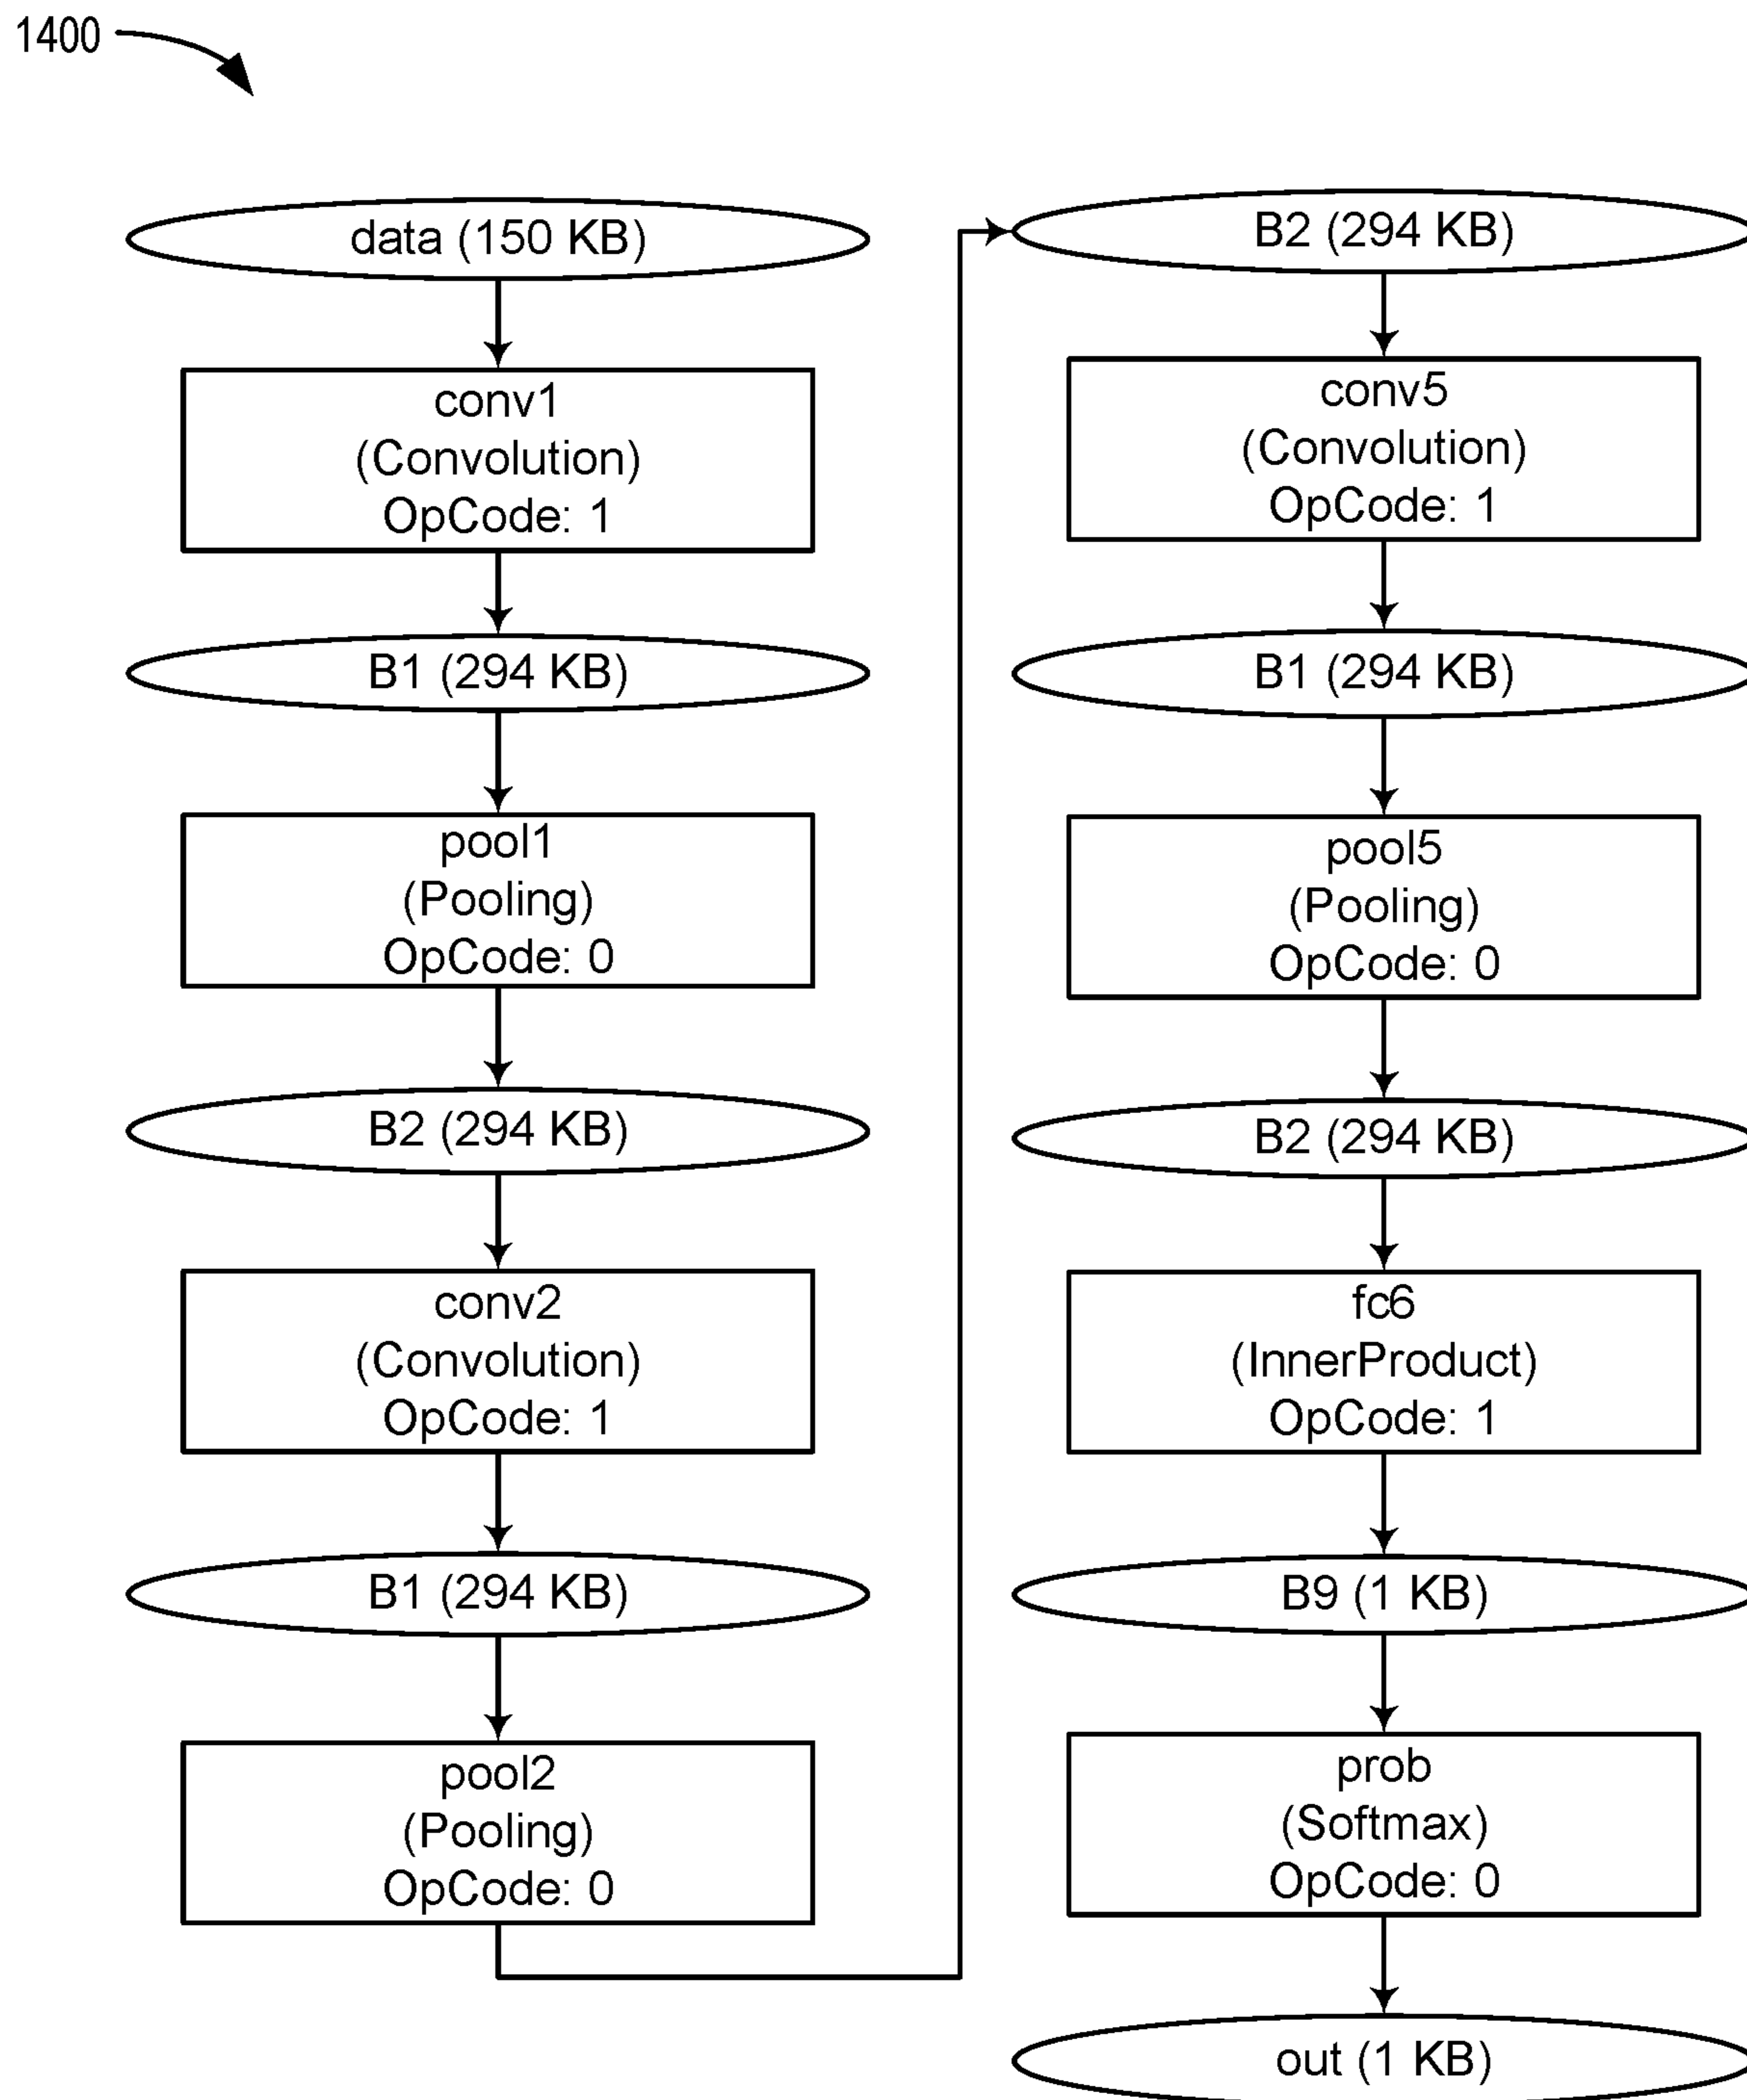 1400
data (150 KB)
conv1
(Convolution)
OpCode: 1
B1 (294 KB)
pool1
(Pooling)
OpCode: 0
B2 (294 KB)
conv2
(Convolution)
OpCode: 1
B1 (294 KB)
pool2
(Pooling)
OpCode: 0
B2 (294 KB)
conv5
(Convolution)
OpCode: 1
B1 (294 KB)
pool5
(Pooling)
OpCode: 0
B2 (294 KB)
fc6
(InnerProduct)
OpCode: 1
B9 (1 KB)
prob
(Softmax)
OpCode: 0
out (1 KB)